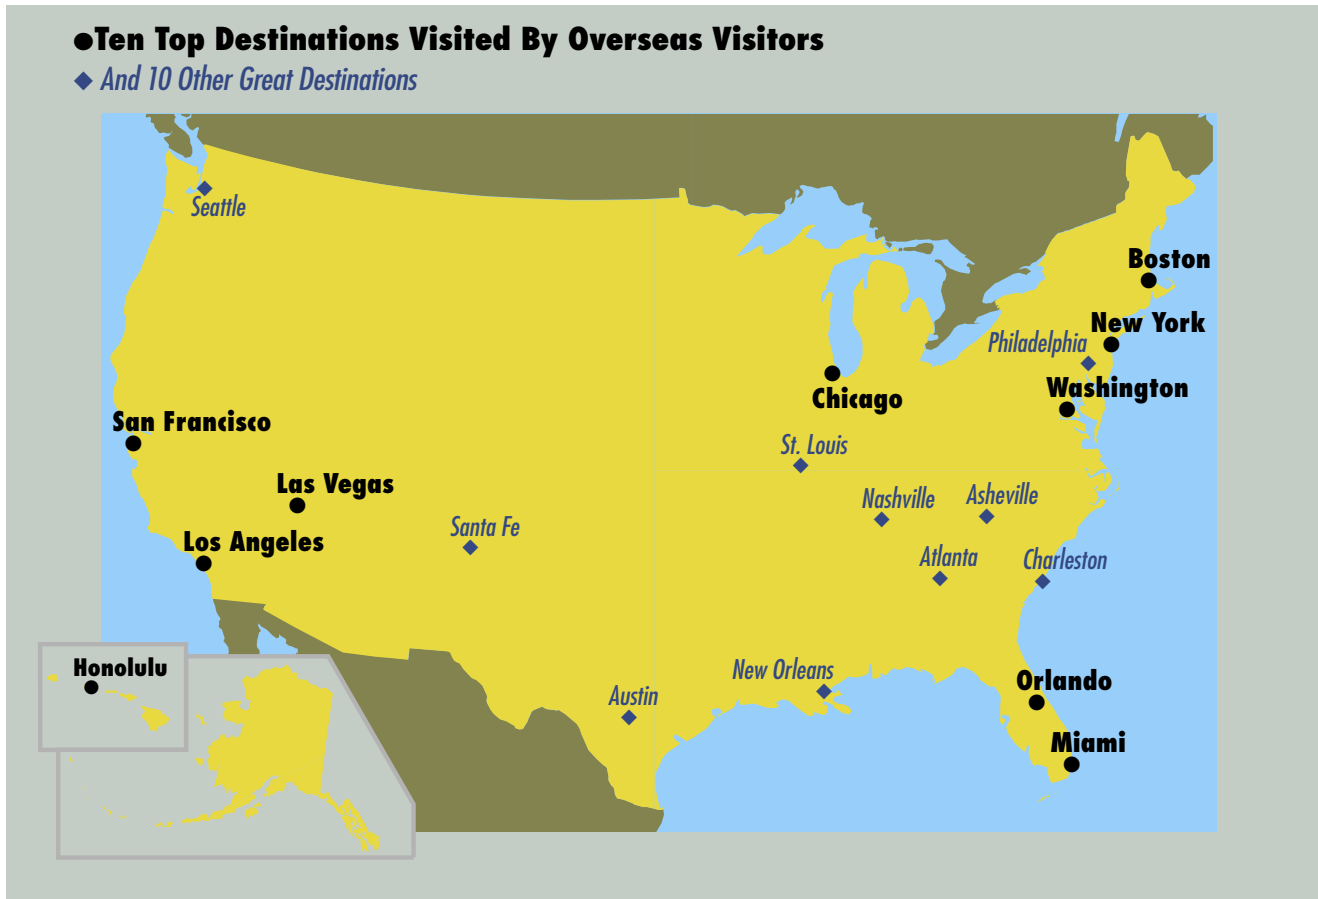 Ten Top Destinations Visited By Overseas Visitors
And 10 Other Great Destinations
Seattle
Boston
New York
Philadelphia
Washington
Chicago
San Francisco
St. Louis
Las Vegas
Nashville
Asheville
Santa Fe
Los Angeles
Atlanta
Charleston
Honolulu
New Orleans
Orlando
Austin
Miami